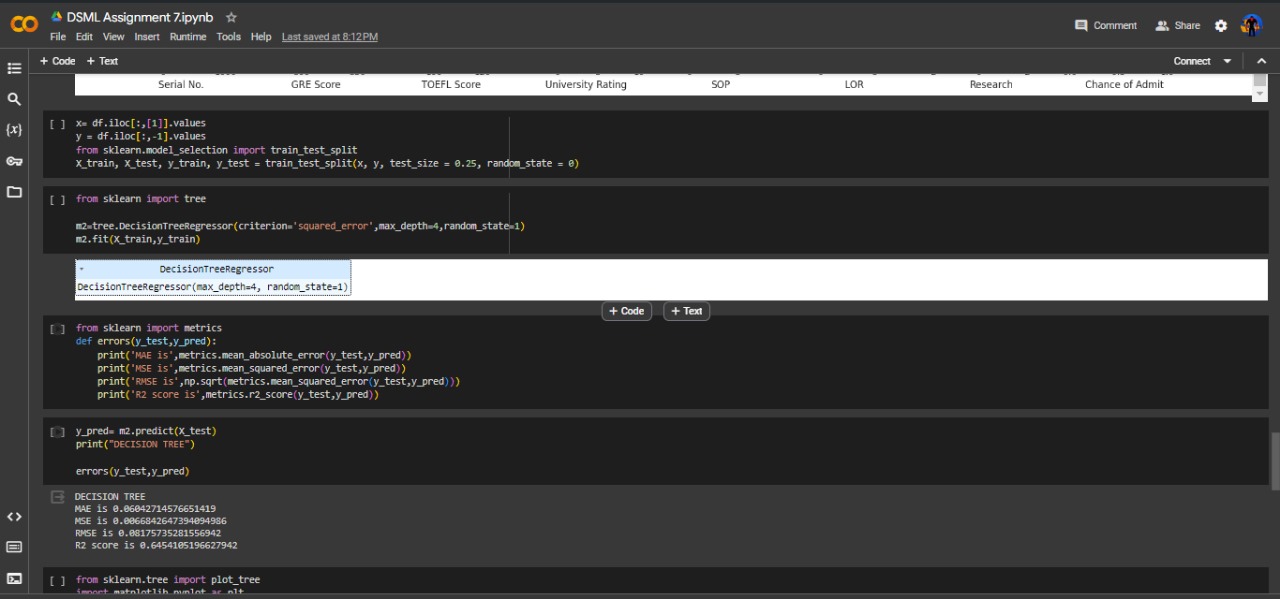 DSML Assignment 7.ipynb
File Edit View Insert Runtime Tools Help Last saved at 8:12 PM
Comment Share
+ Code + Text Connect
Serial No. GRE Score TOEFL Score University Rating SOP LOR Research Chance of Admit
[ ] x= df.iloc[:,[1]].values
y = df.iloc[:,-1].values
from sklearn.model_selection import train_test_split
X_train, X_test, y_train, y_test = train_test_split(x, y, test_size = 0.25, random_state = 0)
[ ] from sklearn import tree
m2=tree.DecisionTreeRegressor(criterion='squared_error',max_depth=4,random_state=1)
m2.fit(X_train,y_train)
DecisionTreeRegressor
DecisionTreeRegressor(max_depth=4, random_state=1)
+ Code + Text
[ ] from sklearn import metrics
def errors(y_test,y_pred):
print('MAE is',metrics.mean_absolute_error(y_test,y_pred))
print('MSE is',metrics.mean_squared_error(y_test,y_pred))
print('RMSE is',np.sqrt(metrics.mean_squared_error(y_test,y_pred)))
print('R2 score is',metrics.r2_score(y_test,y_pred))
[ ] y_pred= m2.predict(X_test)
print("DECISION TREE")
errors(y_test,y_pred)
DECISION TREE
MAE is 0.06042714576651419
MSE is 0.0066842647394094986
RMSE is 0.08175735281556942
R2 score is 0.6454105196627942
[ ] from sklearn.tree import plot_tree
import matplotlib.pyplot as plt